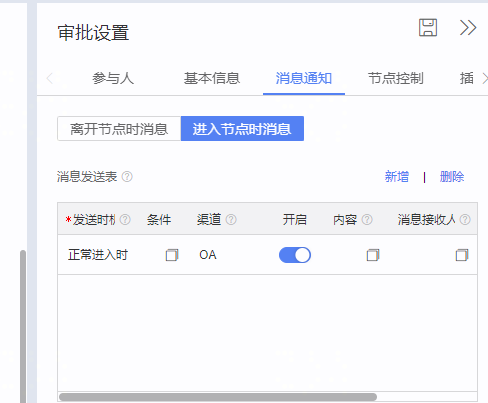 审批设置
参与人 基本信息 消息通知 节点控制 插
离开节点时消息 进入节点时消息
消息发送表 新增 | 删除
*发送时机 条件 渠道 开启 内容 消息接收人
正常进入时 OA